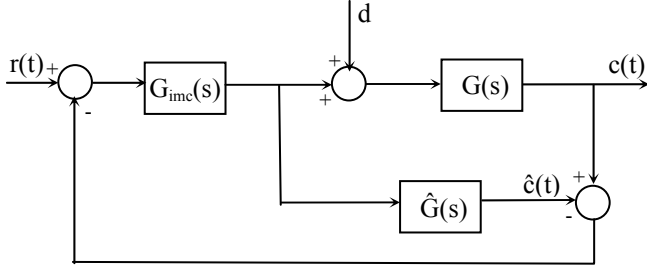 d
r(t)
+
-
G_imc(s)
+
+
G(s)
c(t)
Ĝ(s)
ĉ(t)
+
-